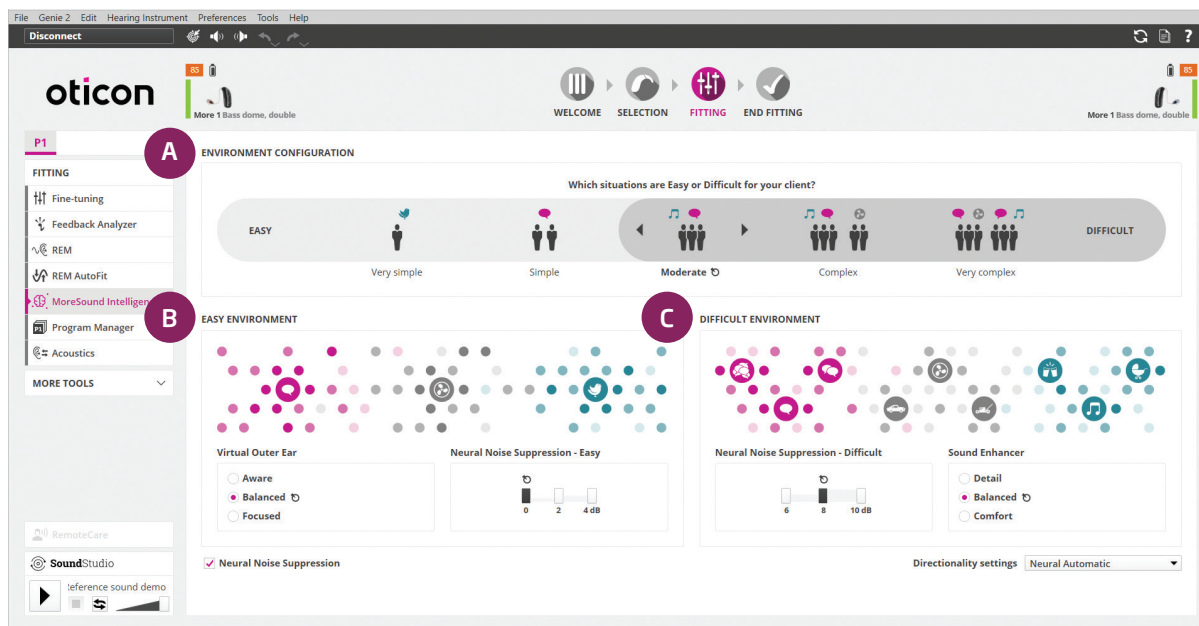 File Genie 2 Edit Hearing Instrument Preferences Tools Help
Disconnect
?
oticon
85
More 1 Bass dome, double
WELCOME SELECTION FITTING END FITTING
85
More 1 Bass dome, double
P1
FITTING
Fine-tuning
Feedback Analyzer
REM
REM AutoFit
MoreSound Intelligen
P1 Program Manager
Acoustics
MORE TOOLS
RemoteCare
SoundStudio
eference sound demo
A
ENVIRONMENT CONFIGURATION
Which situations are Easy or Difficult for your client?
EASY
DIFFICULT
Very simple Simple Moderate Complex Very complex
B
EASY ENVIRONMENT
Virtual Outer Ear
Aware
Balanced
Focused
Neural Noise Suppression - Easy
0 2 4 dB
Neural Noise Suppression
C
DIFFICULT ENVIRONMENT
Neural Noise Suppression - Difficult
6 8 10 dB
Sound Enhancer
Detail
Balanced
Comfort
Directionality settings Neural Automatic